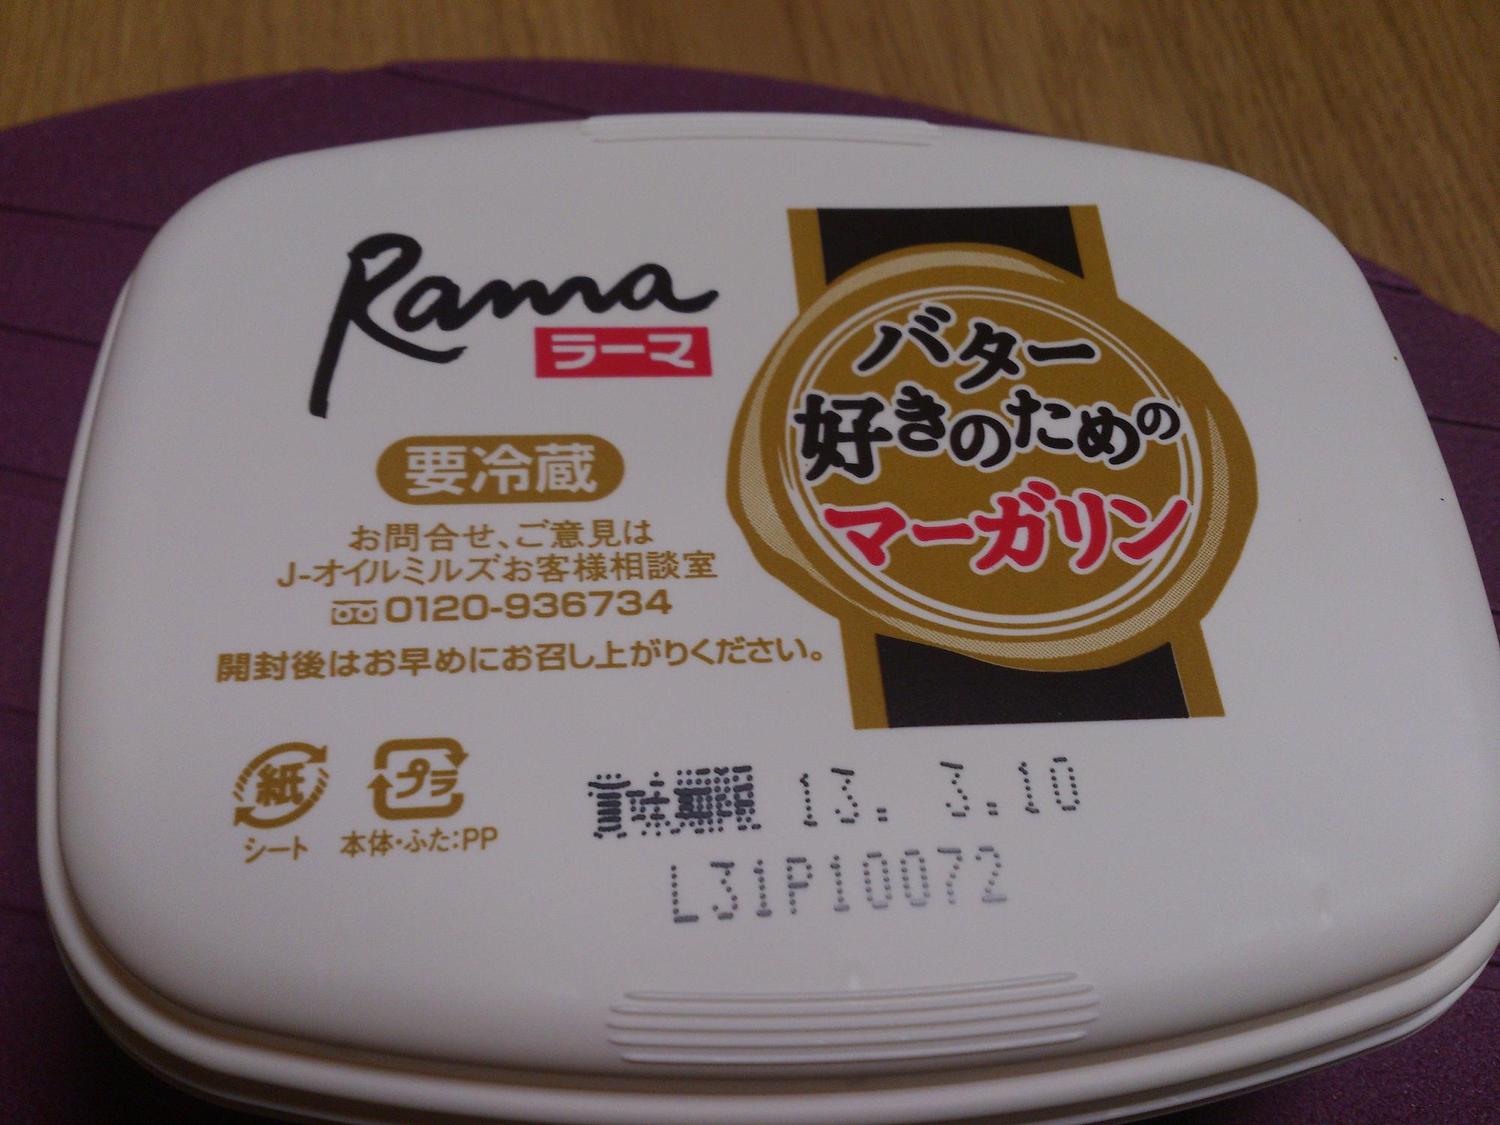 Rama
ラーマ
バター
好きのための
マーガリン
要冷蔵
お問合せ、ご意見は
J-オイルミルズお客様相談室
0120-936734
開封後はお早めにお召し上がりください。
紙
シート
プラ
本体・ふた:PP
賞味期限 13. 3.10
L31P10072